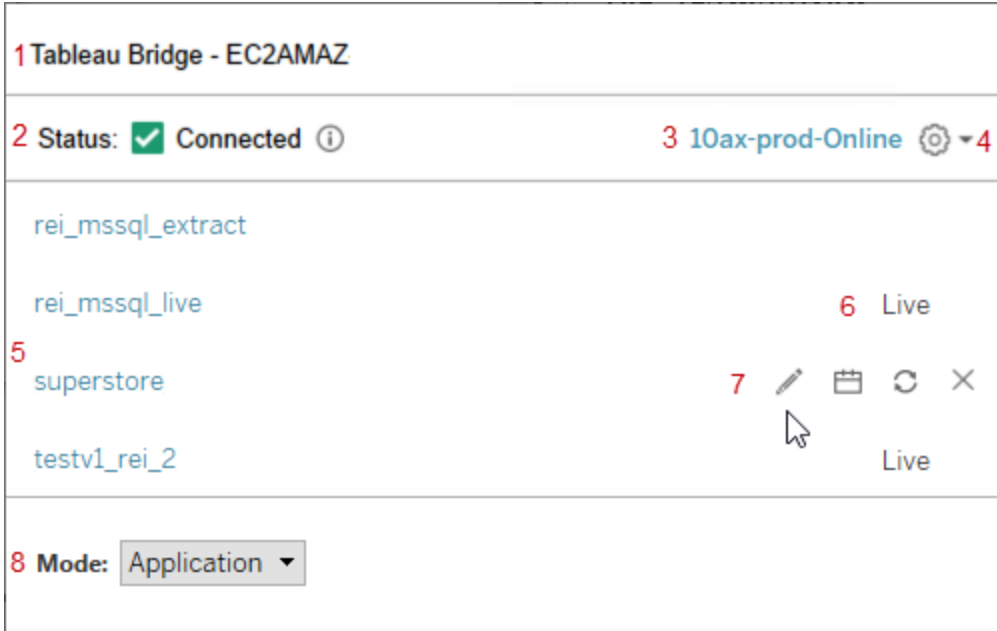 1 Tableau Bridge - EC2AMAZ
2 Status: Connected 3 10ax-prod-Online 4
rei_mssql_extract
rei_mssql_live 6 Live
5
superstore 7
testv1_rei_2 Live
8 Mode: Application